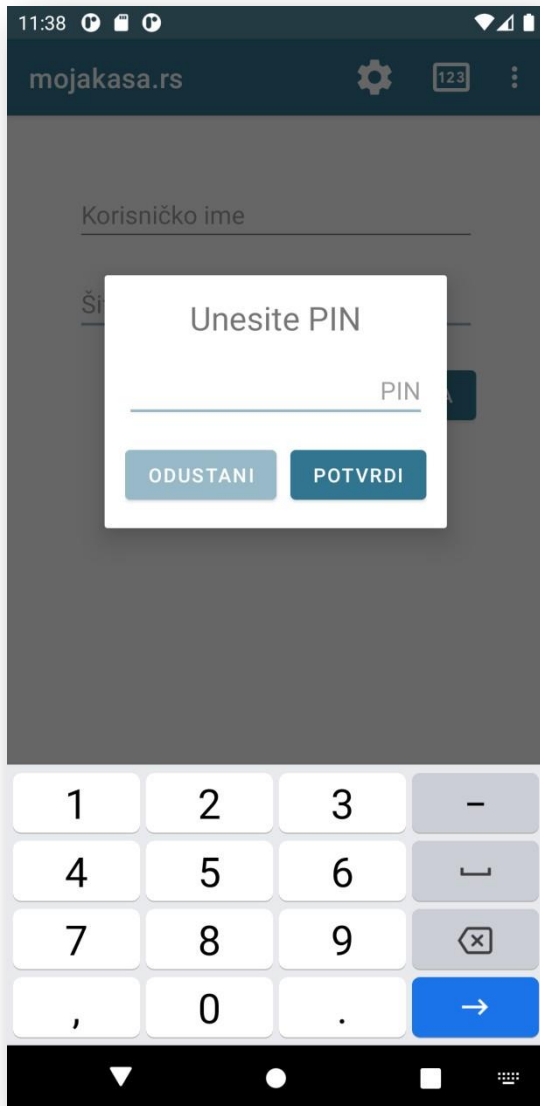 11:38
mojakasa.rs 123
Korisničko ime
Unesite PIN
PIN
ODUSTANI POTVRDI
1 2 3 -
4 5 6
7 8 9
, 0 .